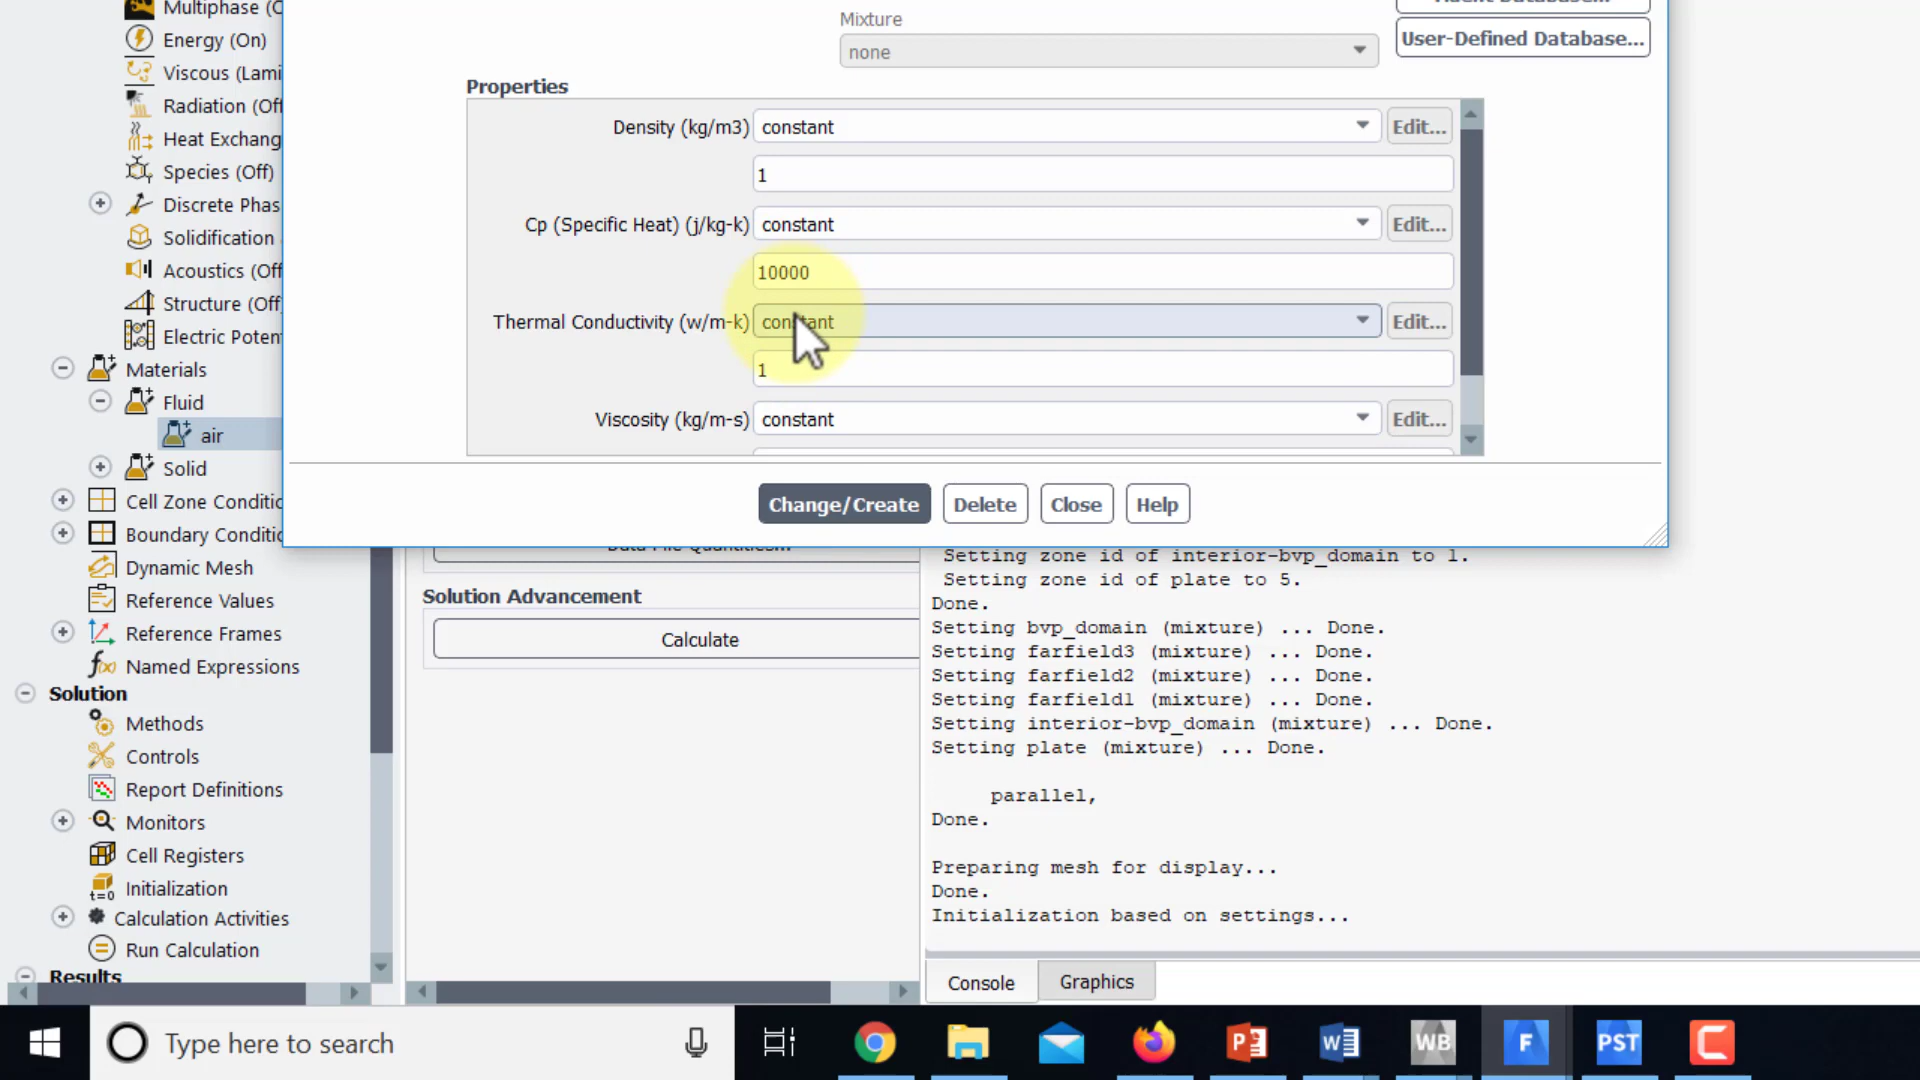 Multiphase (
Energy (On)
Viscous (Lami
Radiation (Of
Heat Exchang
Species (Off)
Discrete Phas
Solidification
Acoustics (Off
Structure (Off
Electric Poten
Materials
Fluid
air
Solid
Cell Zone Conditic
Boundary Conditic
Dynamic Mesh
Reference Values
Reference Frames
f(x) Named Expressions
Solution
Methods
Controls
Report Definitions
Monitors
Cell Registers
t=0 Initialization
Calculation Activities
Run Calculation
Results
Mixture
none
User-Defined Database...
Properties
Density (kg/m3) constant Edit...
1
Cp (Specific Heat) (j/kg-k) constant Edit...
10000
Thermal Conductivity (w/m-k) constant Edit...
1
Viscosity (kg/m-s) constant Edit...
Change/Create Delete Close Help
Data File Quantities...
Solution Advancement
Calculate
Setting zone id of interior-bvp_domain to 1.
Setting zone id of plate to 5.
Done.
Setting bvp_domain (mixture) ... Done.
Setting farfield3 (mixture) ... Done.
Setting farfield2 (mixture) ... Done.
Setting farfield1 (mixture) ... Done.
Setting interior-bvp_domain (mixture) ... Done.
Setting plate (mixture) ... Done.
parallel,
Done.
Preparing mesh for display...
Done.
Initialization based on settings...
Console Graphics
Type here to search
WB F PST